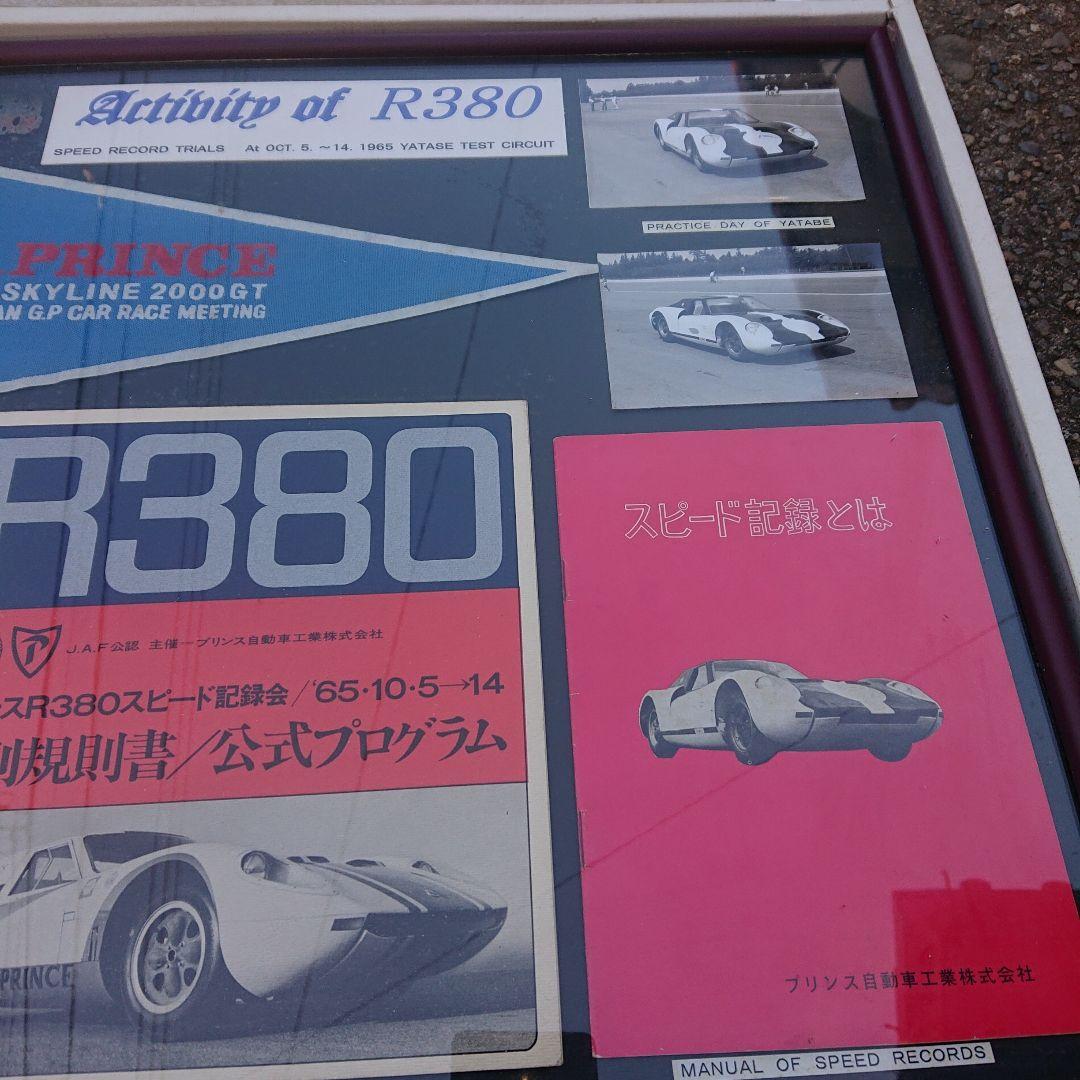 Activity of R380
SPEED RECORD TRIALS At OCT. 5. ~14. 1965 YATASE TEST CIRCUIT
PRACTICE DAY OF YATABE
PRINCE
SKYLINE 2000GT
AN G.P CAR RACE MEETING
R380
J.A.F公認 主催―プリンス自動車工業株式会社
スR380スピード記録会/'65・10・5→14
別規則書/公式プログラム
PRINCE
スピード記録とは
プリンス自動車工業株式会社
MANUAL OF SPEED RECORDS